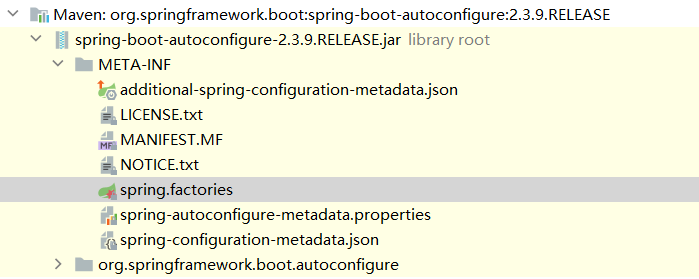 Maven: org.springframework.boot:spring-boot-autoconfigure:2.3.9.RELEASE
spring-boot-autoconfigure-2.3.9.RELEASE.jar library root
META-INF
additional-spring-configuration-metadata.json
LICENSE.txt
MF MANIFEST.MF
NOTICE.txt
spring.factories
spring-autoconfigure-metadata.properties
spring-configuration-metadata.json
org.springframework.boot.autoconfigure